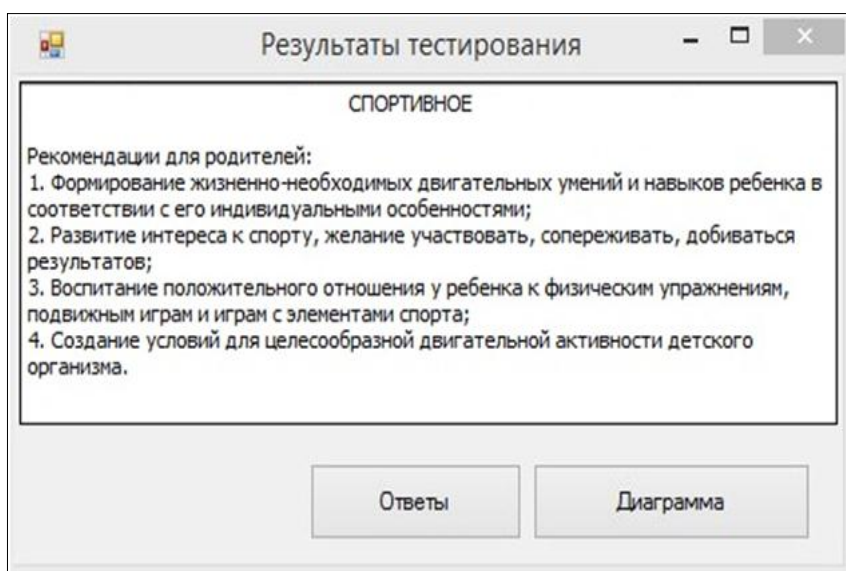 Результаты тестирования
СПОРТИВНОЕ
Рекомендации для родителей:
1. Формирование жизненно-необходимых двигательных умений и навыков ребенка в
соответствии с его индивидуальными особенностями;
2. Развитие интереса к спорту, желание участвовать, сопереживать, добиваться
результатов;
3. Воспитание положительного отношения у ребенка к физическим упражнениям,
подвижным играм и играм с элементами спорта;
4. Создание условий для целесообразной двигательной активности детского
организма.
Ответы
Диаграмма